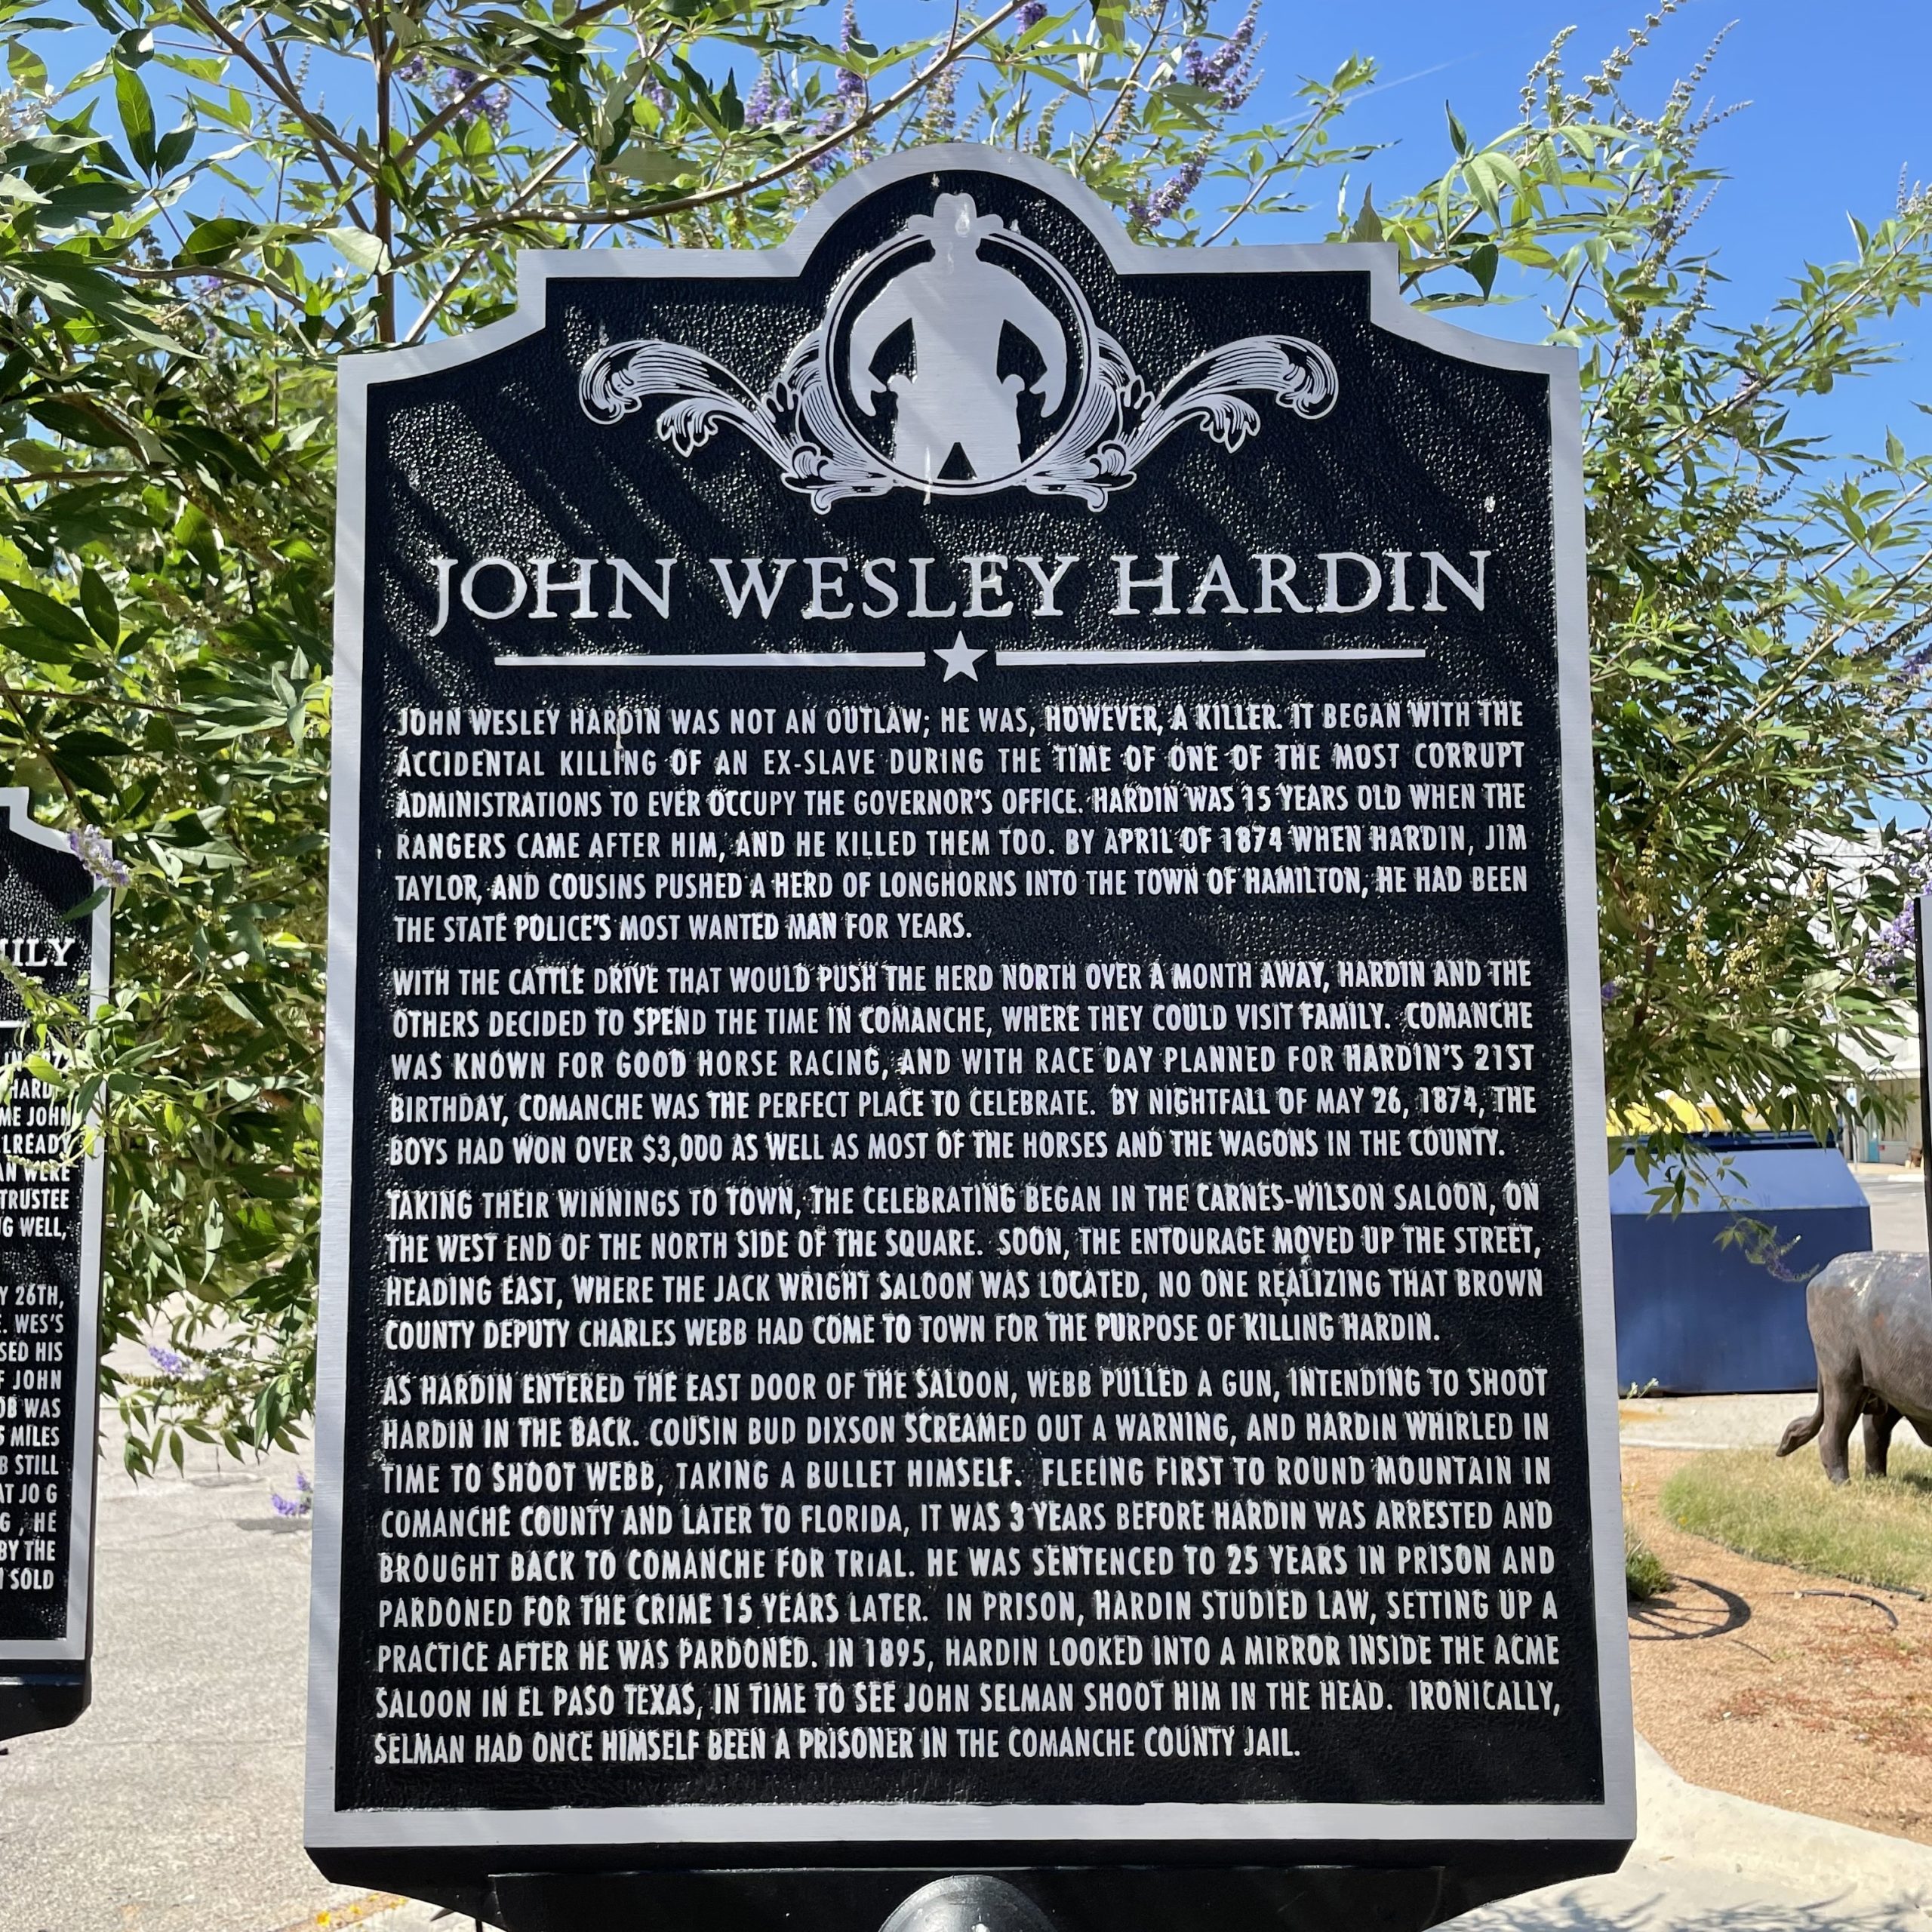 JOHN WESLEY HARDIN
JOHN WESLEY HARDIN WAS NOT AN OUTLAW; HE WAS, HOWEVER, A KILLER. IT BEGAN WITH THE
ACCIDENTAL KILLING OF AN EX-SLAVE DURING THE TIME OF ONE OF THE MOST CORRUPT
ADMINISTRATIONS TO EVER OCCUPY THE GOVERNOR'S OFFICE. HARDIN WAS 15 YEARS OLD WHEN THE
RANGERS CAME AFTER HIM, AND HE KILLED THEM TOO. BY APRIL OF 1874 WHEN HARDIN, JIM
TAYLOR, AND COUSINS PUSHED A HERD OF LONGHORNS INTO THE TOWN OF HAMILTON, HE HAD BEEN
THE STATE POLICE'S MOST WANTED MAN FOR YEARS.
WITH THE CATTLE DRIVE THAT WOULD PUSH THE HERD NORTH OVER A MONTH AWAY, HARDIN AND THE
OTHERS DECIDED TO SPEND THE TIME IN COMANCHE, WHERE THEY COULD VISIT FAMILY. COMANCHE
WAS KNOWN FOR GOOD HORSE RACING, AND WITH RACE DAY PLANNED FOR HARDIN'S 21ST
BIRTHDAY, COMANCHE WAS THE PERFECT PLACE TO CELEBRATE. BY NIGHTFALL OF MAY 26, 1874, THE
BOYS HAD WON OVER $3,000 AS WELL AS MOST OF THE HORSES AND THE WAGONS IN THE COUNTY.
TAKING THEIR WINNINGS TO TOWN, THE CELEBRATING BEGAN IN THE CARNES-WILSON SALOON, ON
THE WEST END OF THE NORTH SIDE OF THE SQUARE. SOON, THE ENTOURAGE MOVED UP THE STREET,
HEADING EAST, WHERE THE JACK WRIGHT SALOON WAS LOCATED, NO ONE REALIZING THAT BROWN
COUNTY DEPUTY CHARLES WEBB HAD COME TO TOWN FOR THE PURPOSE OF KILLING HARDIN.
AS HARDIN ENTERED THE EAST DOOR OF THE SALOON, WEBB PULLED A GUN, INTENDING TO SHOOT
HARDIN IN THE BACK. COUSIN BUD DIXSON SCREAMED OUT A WARNING, AND HARDIN WHIRLED IN
TIME TO SHOOT WEBB, TAKING A BULLET HIMSELF. FLEEING FIRST TO ROUND MOUNTAIN IN
COMANCHE COUNTY AND LATER TO FLORIDA, IT WAS 3 YEARS BEFORE HARDIN WAS ARRESTED AND
BROUGHT BACK TO COMANCHE FOR TRIAL. HE WAS SENTENCED TO 25 YEARS IN PRISON AND
PARDONED FOR THE CRIME 15 YEARS LATER. IN PRISON, HARDIN STUDIED LAW, SETTING UP A
PRACTICE AFTER HE WAS PARDONED. IN 1895, HARDIN LOOKED INTO A MIRROR INSIDE THE ACME
SALOON IN EL PASO TEXAS, IN TIME TO SEE JOHN SELMAN SHOOT HIM IN THE HEAD. IRONICALLY,
SELMAN HAD ONCE HIMSELF BEEN A PRISONER IN THE COMANCHE COUNTY JAIL.
JOHN
WERE
TRUSTEE
WELL,
26TH,
WES'S
HIS
JOHN
WAS
MILES
STILL
JO G
, HE
BY THE
SOLD